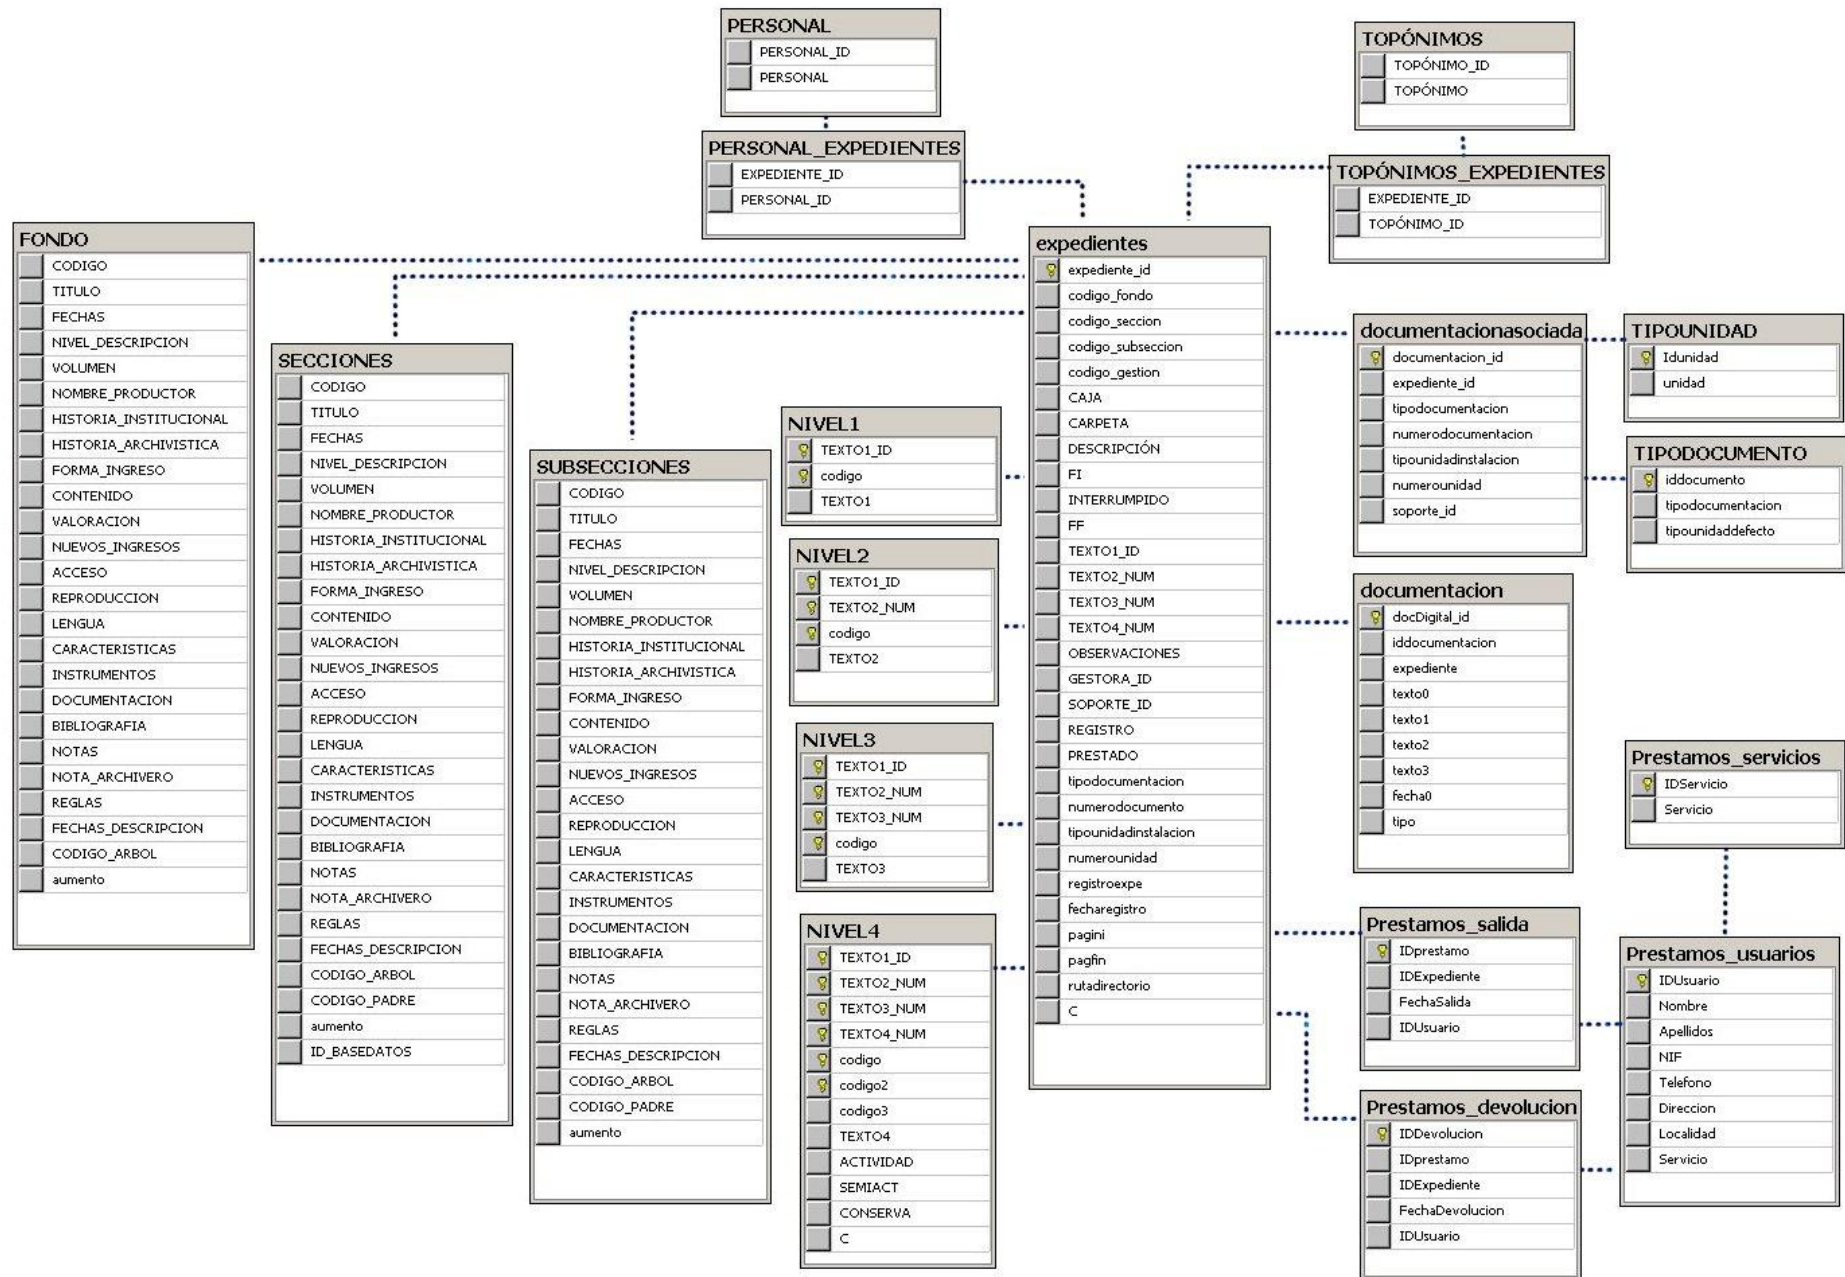 PERSONAL
PERSONAL_ID
PERSONAL
TOPÓNIMOS
TOPÓNIMO_ID
TOPÓNIMO
PERSONAL_EXPEDIENTES
EXPEDIENTE_ID
PERSONAL_ID
TOPÓNIMOS_EXPEDIENTES
EXPEDIENTE_ID
TOPÓNIMO_ID
FONDO
CODIGO
TITULO
FECHAS
NIVEL_DESCRIPCION
VOLUMEN
NOMBRE_PRODUCTOR
HISTORIA_INSTITUCIONAL
HISTORIA_ARCHIVISTICA
FORMA_INGRESO
CONTENIDO
VALORACION
NUEVOS_INGRESOS
ACCESO
REPRODUCCION
LENGUA
CARACTERISTICAS
INSTRUMENTOS
DOCUMENTACION
BIBLIOGRAFIA
NOTAS
NOTA_ARCHIVERO
REGLAS
FECHAS_DESCRIPCION
CODIGO_ARBOL
aumento
SECCIONES
CODIGO
TITULO
FECHAS
NIVEL_DESCRIPCION
VOLUMEN
NOMBRE_PRODUCTOR
HISTORIA_INSTITUCIONAL
HISTORIA_ARCHIVISTICA
FORMA_INGRESO
CONTENIDO
VALORACION
NUEVOS_INGRESOS
ACCESO
REPRODUCCION
LENGUA
CARACTERISTICAS
INSTRUMENTOS
DOCUMENTACION
BIBLIOGRAFIA
NOTAS
NOTA_ARCHIVERO
REGLAS
FECHAS_DESCRIPCION
CODIGO_ARBOL
CODIGO_PADRE
aumento
ID_BASEDATOS
SUBSECCIONES
CODIGO
TITULO
FECHAS
NIVEL_DESCRIPCION
VOLUMEN
NOMBRE_PRODUCTOR
HISTORIA_INSTITUCIONAL
HISTORIA_ARCHIVISTICA
FORMA_INGRESO
CONTENIDO
VALORACION
NUEVOS_INGRESOS
ACCESO
REPRODUCCION
LENGUA
CARACTERISTICAS
INSTRUMENTOS
DOCUMENTACION
BIBLIOGRAFIA
NOTAS
NOTA_ARCHIVERO
REGLAS
FECHAS_DESCRIPCION
CODIGO_ARBOL
CODIGO_PADRE
aumento
NIVEL1
TEXTO1_ID
codigo
TEXTO1
NIVEL2
TEXTO1_ID
TEXTO2_NUM
codigo
TEXTO2
NIVEL3
TEXTO1_ID
TEXTO2_NUM
TEXTO3_NUM
codigo
TEXTO3
NIVEL4
TEXTO1_ID
TEXTO2_NUM
TEXTO3_NUM
TEXTO4_NUM
codigo
codigo2
codigo3
TEXTO4
ACTIVIDAD
SEMIACT
CONSERVA
C
expedientes
expediente_id
codigo_fondo
codigo_seccion
codigo_subseccion
codigo_gestion
CAJA
CARPETA
DESCRIPCIÓN
FI
INTERRUMPIDO
FF
TEXTO1_ID
TEXTO2_NUM
TEXTO3_NUM
TEXTO4_NUM
OBSERVACIONES
GESTORA_ID
SOPORTE_ID
REGISTRO
PRESTADO
tipodocumentacion
numerodocumento
tipounidadinstalacion
numerounidad
registroexpe
fecharegistro
pagini
pagfin
rutadirectorio
C
documentacionasociada
documentacion_id
expediente_id
tipodocumentacion
numerodocumentacion
tipounidadinstalacion
numerounidad
soporte_id
TIPOUNIDAD
Idunidad
unidad
TIPODOCUMENTO
iddocumento
tipodocumentacion
tipounidaddefecto
documentacion
docDigital_id
iddocumentacion
expediente
texto0
texto1
texto2
texto3
fecha0
tipo
Prestamos_servicios
IDServicio
Servicio
Prestamos_salida
IDprestamo
IDExpediente
FechaSalida
IDUsuario
Prestamos_usuarios
IDUsuario
Nombre
Apellidos
NIF
Telefono
Direccion
Localidad
Servicio
Prestamos_devolucion
IDDevolucion
IDprestamo
IDExpediente
FechaDevolucion
IDUsuario